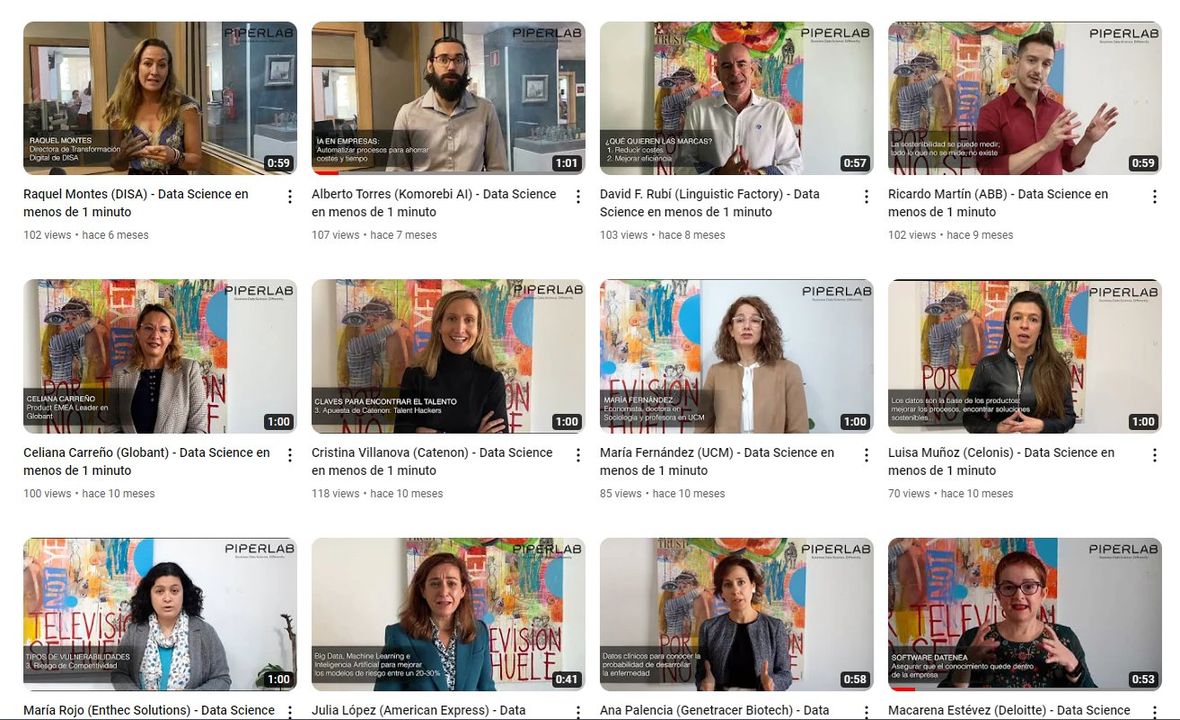 PIPERLAB
RAQUEL MONTES
Directora de Transformación
Digital de DISA
0:59
PIPERLAB
IA EN EMPRESAS:
Automatizar procesos para ahorrar
costes y tiempo
1:01
PIPERLAB
¿QUÉ QUIEREN LAS MARCAS?
1. Reducir costes
2. Mejorar eficiencia
0:57
PIPERLAB
La sostenibilidad se puede medir;
todo lo que no se mide, no existe
0:59
Raquel Montes (DISA) - Data Science en
menos de 1 minuto
102 views • hace 6 meses
Alberto Torres (Komorebi AI) - Data Science
en menos de 1 minuto
107 views • hace 7 meses
David F. Rubí (Linguistic Factory) - Data
Science en menos de 1 minuto
103 views • hace 8 meses
Ricardo Martín (ABB) - Data Science en
menos de 1 minuto
102 views • hace 9 meses
PIPERLAB
CELIANA CARREÑO
Product EMEA Leader en
Globant
1:00
PIPERLAB
CLAVES PARA ENCONTRAR EL TALENTO
3. Apuesta de Catenon: Talent Hackers
1:00
PIPERLAB
MARÍA FERNÁNDEZ
Economista, doctora en
Sociología y profesora en UCM
1:00
PIPERLAB
Los datos son la base de los productos:
mejorar los procesos, encontrar soluciones
sostenibles...
1:00
Celiana Carreño (Globant) - Data Science en
menos de 1 minuto
100 views • hace 10 meses
Cristina Villanova (Catenon) - Data Science
en menos de 1 minuto
118 views • hace 10 meses
María Fernández (UCM) - Data Science en
menos de 1 minuto
85 views • hace 10 meses
Luisa Muñoz (Celonis) - Data Science en
menos de 1 minuto
70 views • hace 10 meses
PIPERLAB
TELEVISION
TIPOS DE VULNERABILIDADES
3. Riesgo de Competitividad
1:00
PIPERLAB
Big Data, Machine Learning e
Inteligencia Artificial para mejorar
los modelos de riesgo entre un 20-30%
0:41
PIPERLAB
Datos clínicos para conocer la
probabilidad de desarrollar
la enfermedad
0:58
PIPERLAB
TELEVISION
SOFTWARE DATENEA
Asegurar que el conocimiento quede dentro
de la empresa
0:53
María Rojo (Enthec Solutions) - Data Science
Julia López (American Express) - Data
Ana Palencia (Genetracer Biotech) - Data
Macarena Estévez (Deloitte) - Data Science